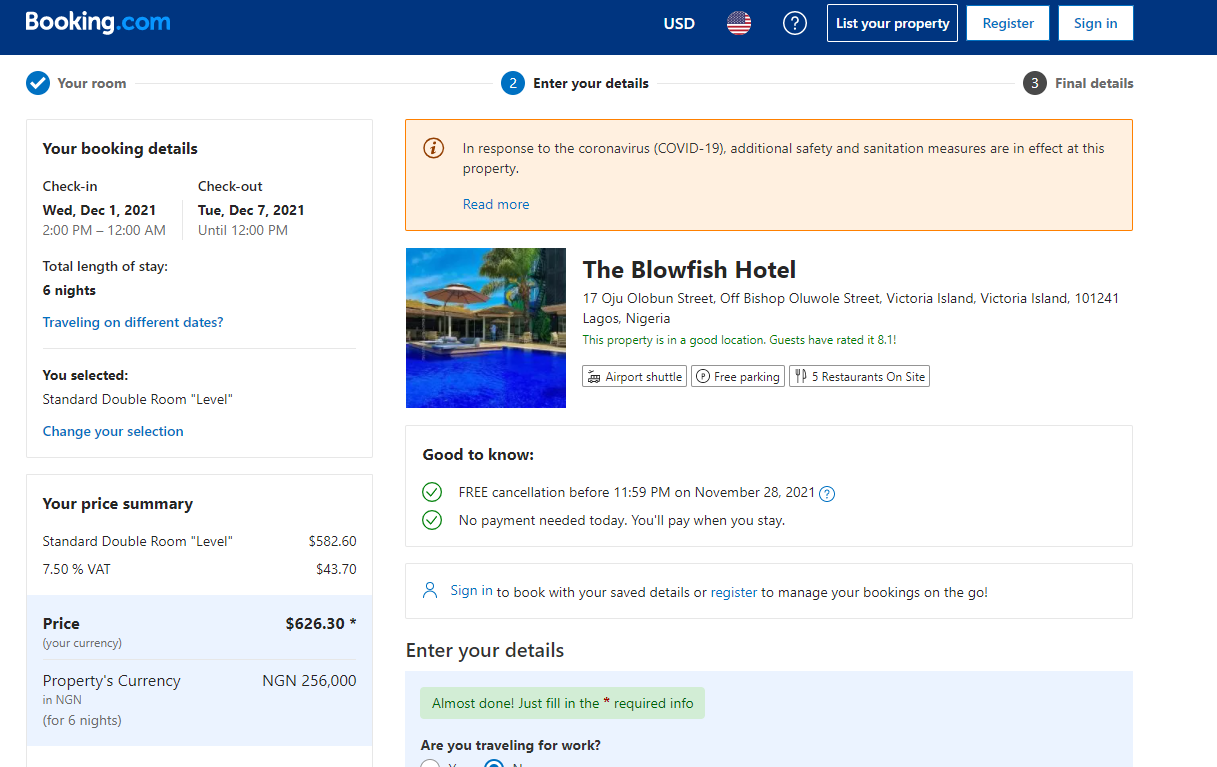 Booking.com
USD
?
List your property
Register
Sign in
Your room
2 Enter your details
3 Final details
Your booking details
Check-in
Wed, Dec 1, 2021
2:00 PM – 12:00 AM
Check-out
Tue, Dec 7, 2021
Until 12:00 PM
Total length of stay:
6 nights
Traveling on different dates?
You selected:
Standard Double Room "Level"
Change your selection
Your price summary
Standard Double Room "Level" $582.60
7.50 % VAT $43.70
Price $626.30 *
(your currency)
Property's Currency NGN 256,000
in NGN
(for 6 nights)
In response to the coronavirus (COVID-19), additional safety and sanitation measures are in effect at this
property.
Read more
The Blowfish Hotel
17 Oju Olobun Street, Off Bishop Oluwole Street, Victoria Island, Victoria Island, 101241
Lagos, Nigeria
This property is in a good location. Guests have rated it 8.1!
Airport shuttle
Free parking
5 Restaurants On Site
Good to know:
FREE cancellation before 11:59 PM on November 28, 2021 ?
No payment needed today. You'll pay when you stay.
Sign in to book with your saved details or register to manage your bookings on the go!
Enter your details
Almost done! Just fill in the * required info
Are you traveling for work?